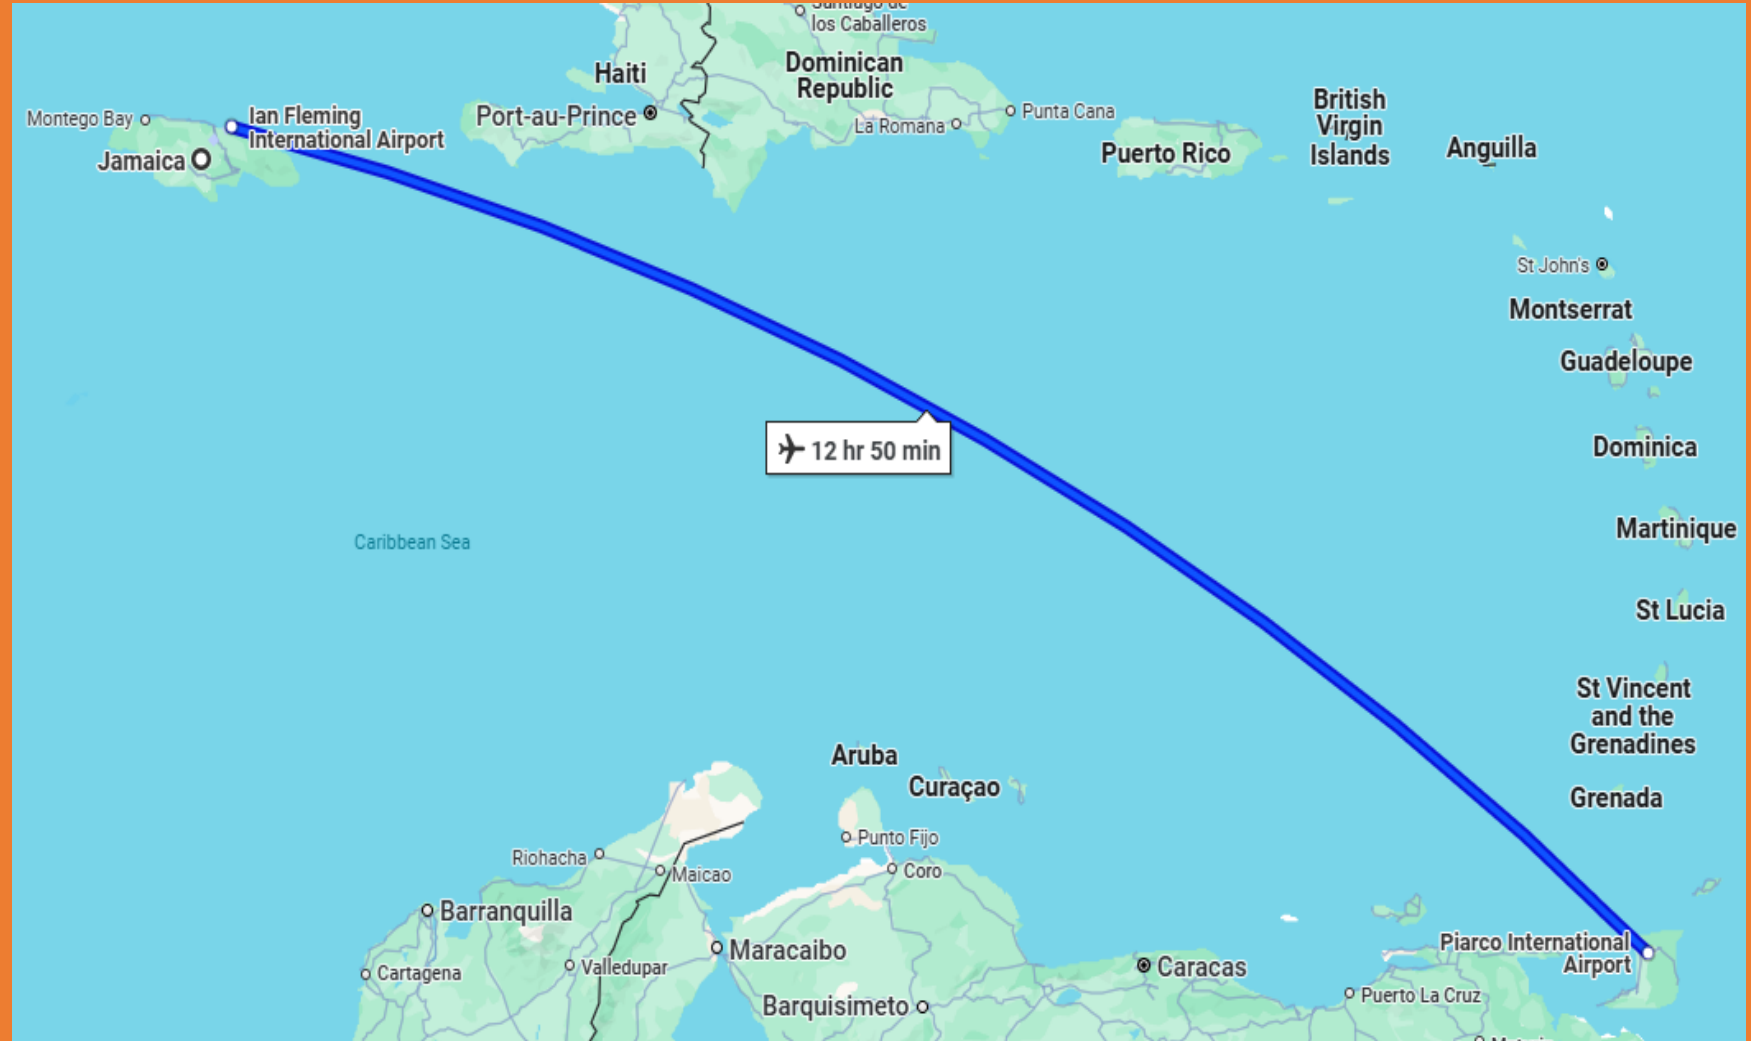 Santiago de
los Caballeros
Haiti
Dominican
Republic
Port-au-Prince
Montego Bay
Ian Fleming
International Airport
Jamaica
La Romana
Punta Cana
British
Virgin
Islands
Puerto Rico
Anguilla
St John's
Montserrat
Guadeloupe
12 hr 50 min
Dominica
Martinique
Caribbean Sea
St Lucia
St Vincent
and the
Grenadines
Aruba
Curaçao
Grenada
Punto Fijo
Riohacha
Maicao
Coro
Barranquilla
Maracaibo
Piarco International
Airport
Cartagena
Valledupar
Caracas
Barquisimeto
Puerto La Cruz